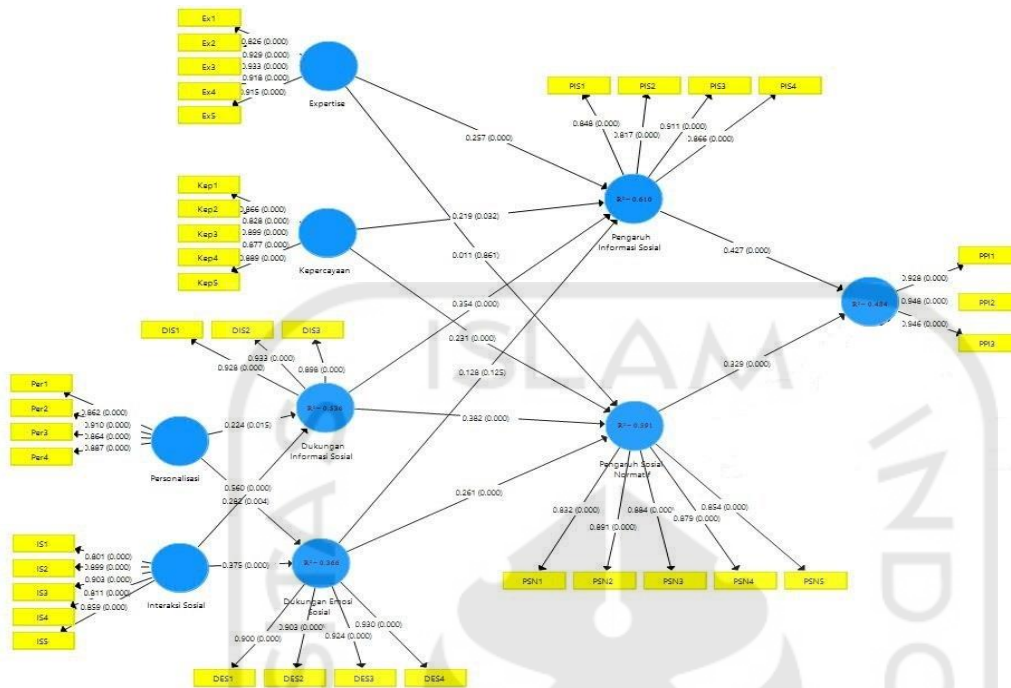 Ex1
Ex2
Ex3
Ex4
Ex5
0.826 (0.000)
0.929 (0.000)
0.933 (0.000)
0.918 (0.000)
0.915 (0.000)
Expertise
Kep1
Kep2
Kep3
Kep4
Kep5
0.866 (0.000)
0.828 (0.000)
0.899 (0.000)
0.877 (0.000)
0.889 (0.000)
Kepercayaan
DIS1
DIS2
DIS3
0.928 (0.000)
0.933 (0.000)
0.898 (0.000)
Dukungan
Informasi Sosial
Per1
Per2
Per3
Per4
0.862 (0.000)
0.910 (0.000)
0.864 (0.000)
0.887 (0.000)
Personalisasi
IS1
IS2
IS3
IS4
IS5
0.801 (0.000)
0.899 (0.000)
0.903 (0.000)
0.811 (0.000)
0.859 (0.000)
Interaksi Sosial
0.224 (0.015)
0.560 (0.000)
0.282 (0.004)
0.375 (0.000)
Dukungan Emosi
Sosial
0.900 (0.000)
0.903 (0.000)
0.924 (0.000)
0.930 (0.000)
DES1
DES2
DES3
DES4
0.257 (0.000)
0.219 (0.032)
0.011 (0.861)
0.354 (0.000)
0.231 (0.000)
0.128 (0.125)
0.382 (0.000)
0.261 (0.000)
PIS1
PIS2
PIS3
PIS4
0.848 (0.000)
0.817 (0.000)
0.911 (0.000)
0.866 (0.000)
R²= 0.610
Pengaruh
Informasi Sosial
Pengaruh Sosial
Normatif
0.832 (0.000)
0.891 (0.000)
0.884 (0.000)
0.879 (0.000)
0.854 (0.000)
PSN1
PSN2
PSN3
PSN4
PSN5
0.427 (0.000)
0.329 (0.000)
0.928 (0.000)
0.948 (0.000)
0.946 (0.000)
PPI1
PPI2
PPI3
ISLAM